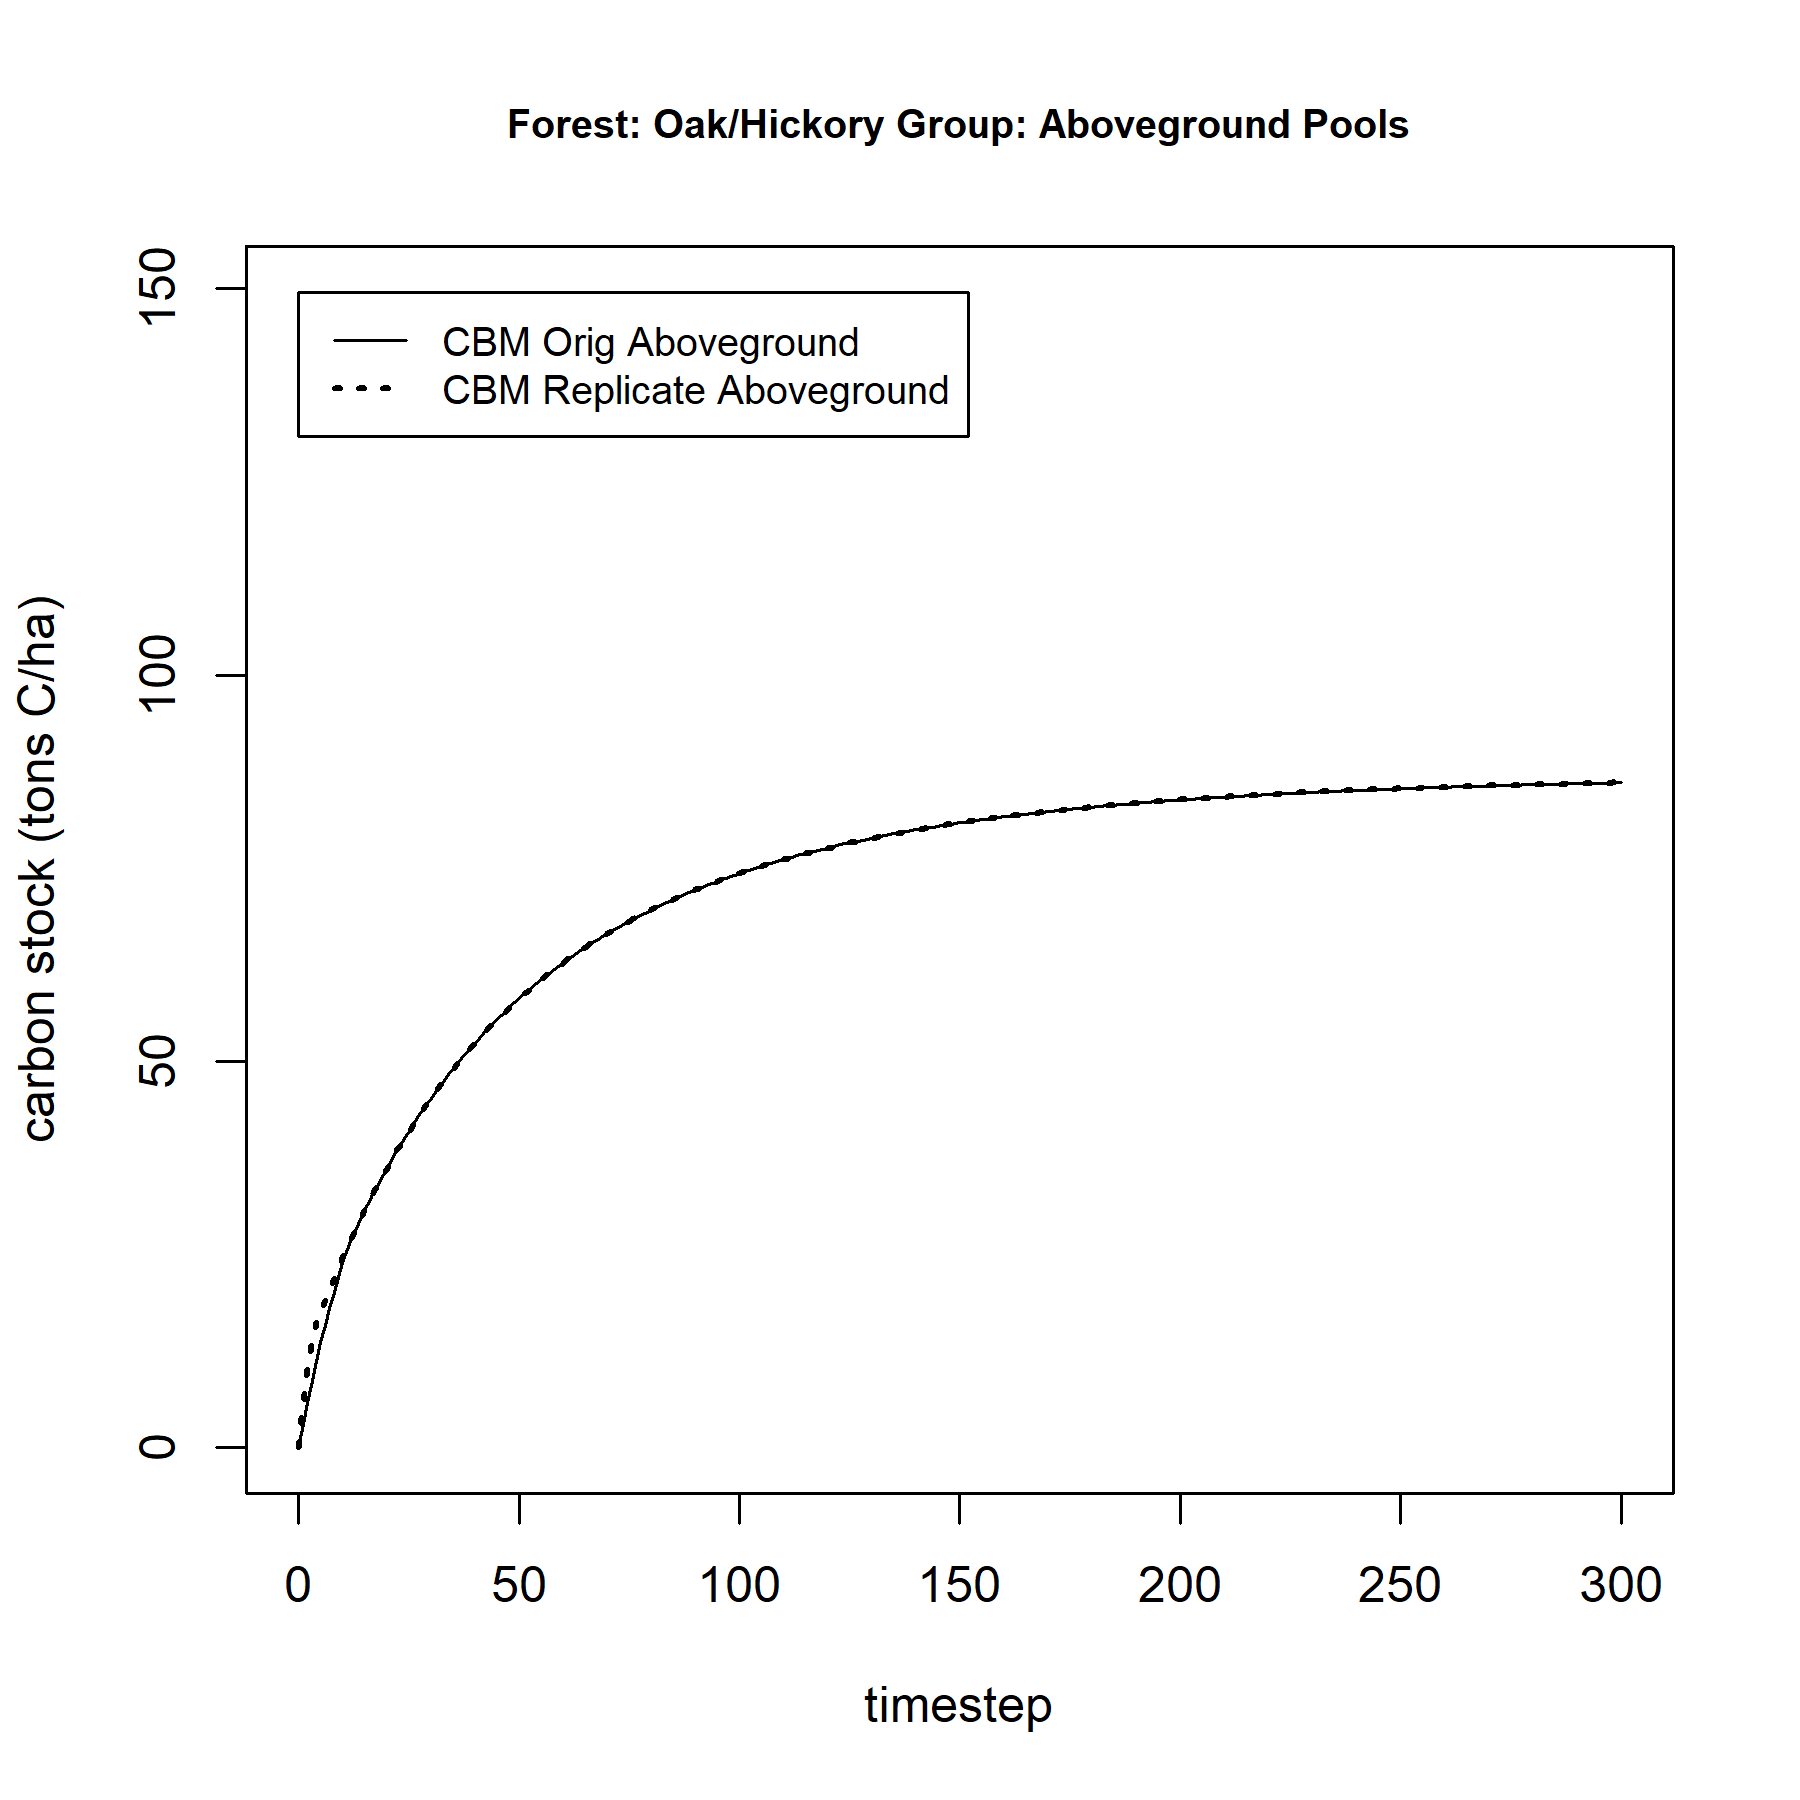 Forest: Oak/Hickory Group: Aboveground Pools
CBM Orig Aboveground
CBM Replicate Aboveground
carbon stock (tons C/ha)
150
100
50
0
0 50 100 150 200 250 300
timestep